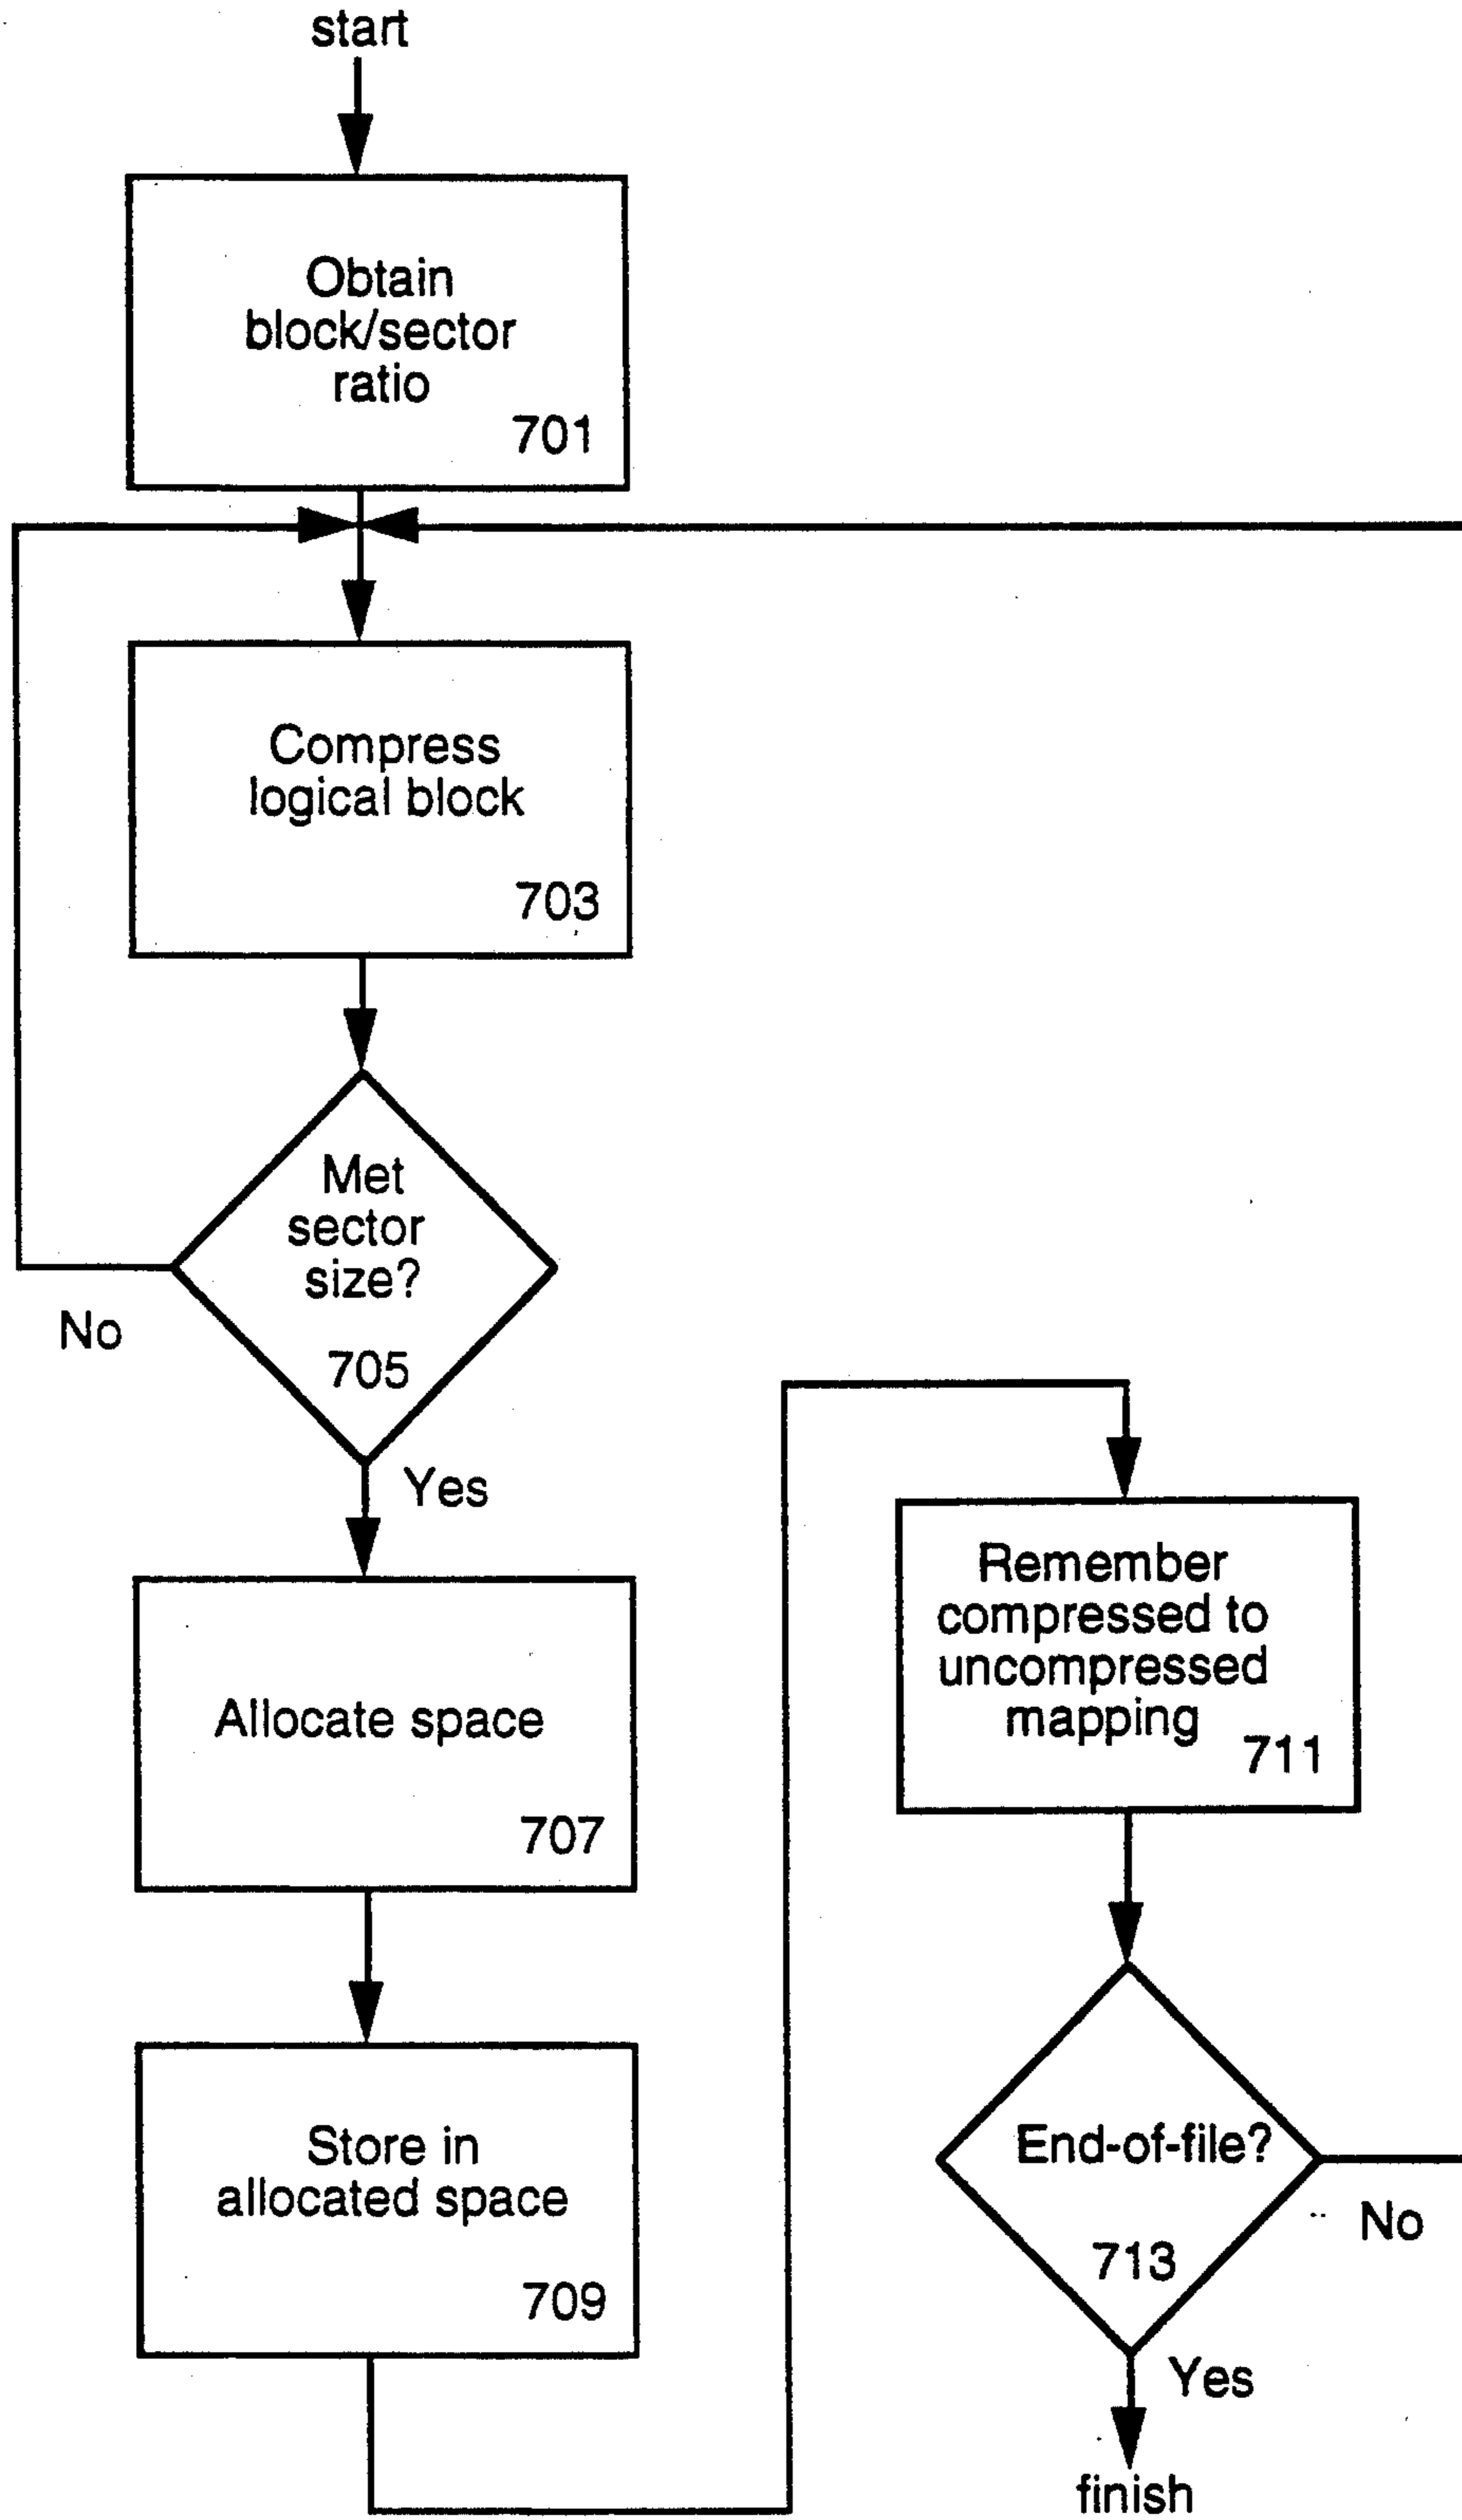 start
Obtain
block/sector
ratio
701
Compress
logical block
703
Met
sector
size?
705
No
Yes
Allocate space
707
Store in
allocated space
709
Remember
compressed to
uncompressed
mapping
711
End-of-file?
713
No
Yes
finish